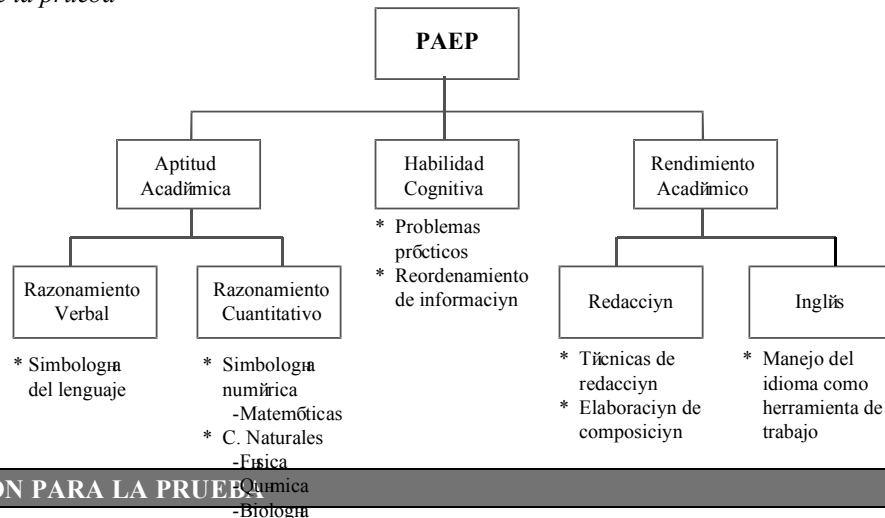 e la prueba
PAEP
Aptitud
Acadйmica
Habilidad
Cognitiva
Rendimiento
Acadйmico
* Problemas
prбcticos
* Reordenamiento
de informaciуn
Razonamiento
Verbal
Razonamiento
Cuantitativo
Redacciуn
Inglйs
* Simbologнa
del lenguaje
* Simbologнa
numйrica
-Matemбticas
* C. Naturales
-Fнsica
-Quнmica
-Biologнa
* Tйcnicas de
redacciуn
* Elaboraciуn de
composiciуn
* Manejo del
idioma como
herramienta de
trabajo
ON PARA LA PRUEBA